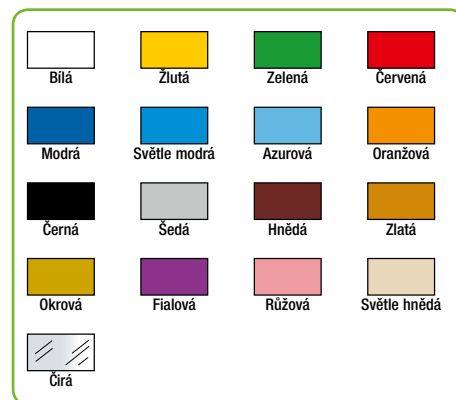 Bílá
Žlutá
Zelená
Červená
Modrá
Světle modrá
Azurová
Oranžová
Černá
Šedá
Hnědá
Zlatá
Okrová
Fialová
Růžová
Světle hnědá
Čirá